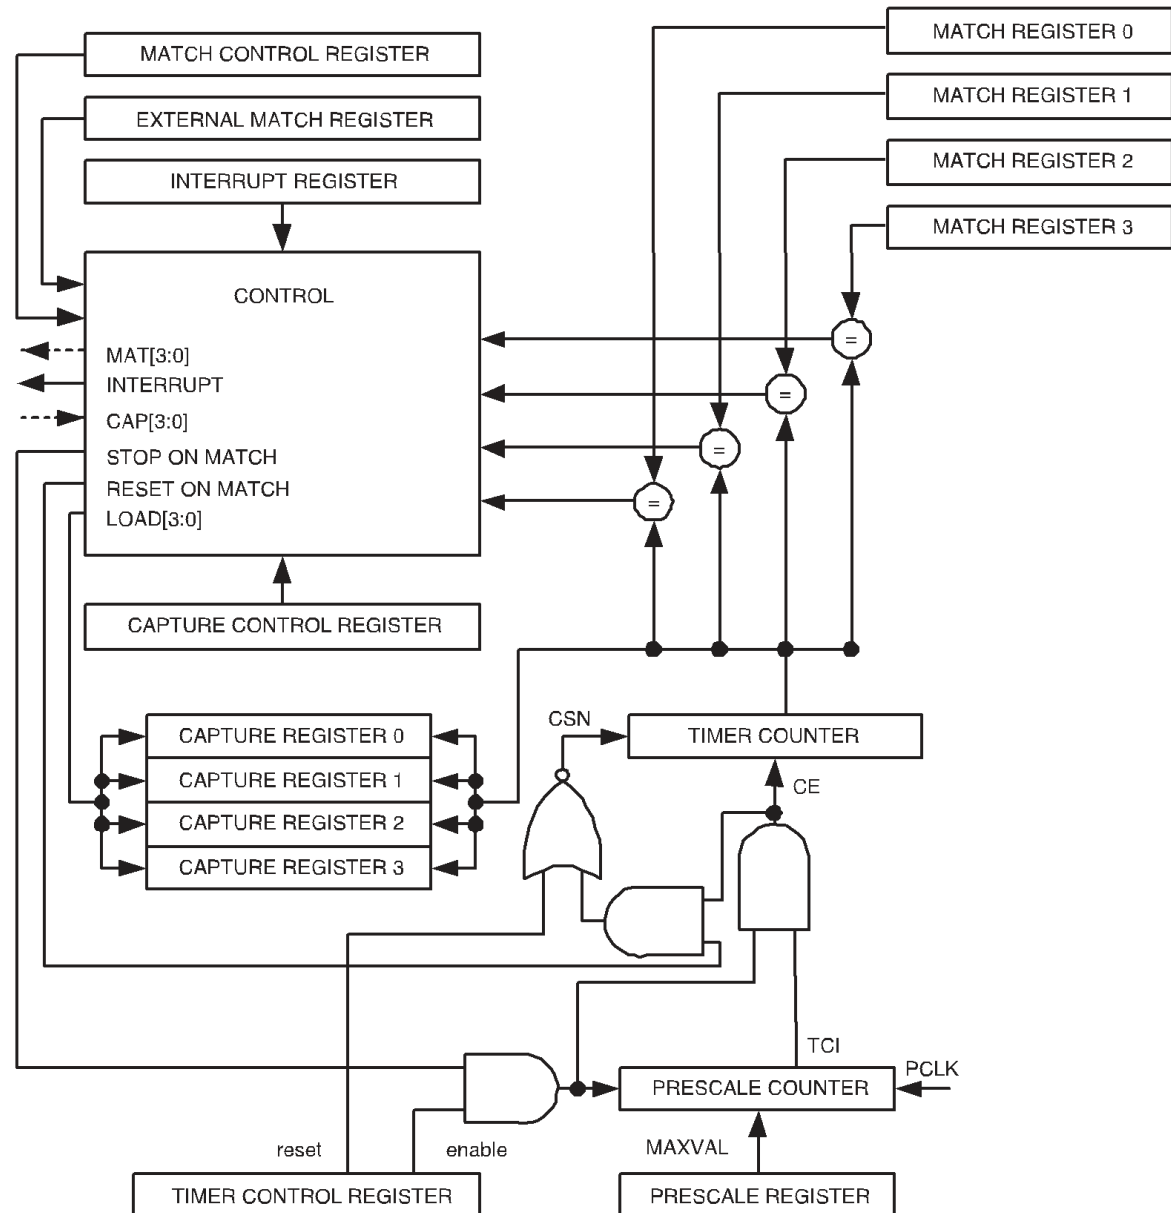 MATCH REGISTER 0
MATCH CONTROL REGISTER
MATCH REGISTER 1
EXTERNAL MATCH REGISTER
MATCH REGISTER 2
INTERRUPT REGISTER
MATCH REGISTER 3
CONTROL
=
MAT[3:0]
INTERRUPT
=
CAP[3:0]
=
STOP ON MATCH
RESET ON MATCH
=
LOAD[3:0]
CAPTURE CONTROL REGISTER
CSN
CAPTURE REGISTER 0
TIMER COUNTER
CAPTURE REGISTER 1
CE
CAPTURE REGISTER 2
CAPTURE REGISTER 3
TCI
PCLK
PRESCALE COUNTER
reset
enable
MAXVAL
TIMER CONTROL REGISTER
PRESCALE REGISTER